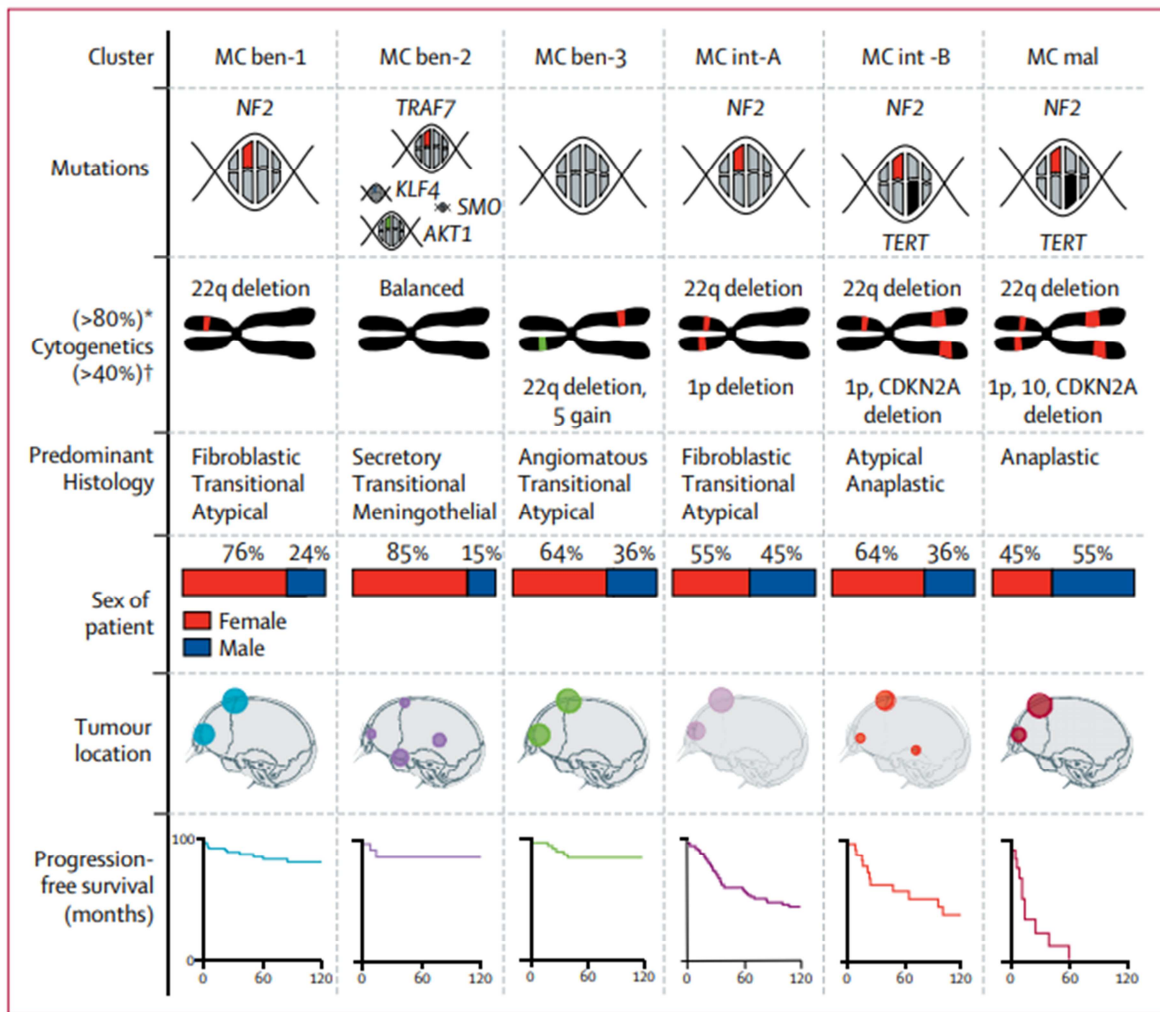 Cluster
MC ben-1
MC ben-2
MC ben-3
MC int-A
MC int -B
MC mal
Mutations
NF2
TRAF7
KLF4
SMO
AKT1
NF2
NF2
TERT
NF2
TERT
(>80%)*
Cytogenetics
(>40%)†
22q deletion
Balanced
22q deletion,
5 gain
22q deletion
1p deletion
22q deletion
1p, CDKN2A
deletion
22q deletion
1p, 10, CDKN2A
deletion
Predominant
Histology
Fibroblastic
Transitional
Atypical
Secretory
Transitional
Meningothelial
Angiomatous
Transitional
Atypical
Fibroblastic
Transitional
Atypical
Atypical
Anaplastic
Anaplastic
Sex of
patient
76% 24%
Female
Male
85% 15%
64% 36%
55% 45%
64% 36%
45% 55%
Tumour
location
Progression-
free survival
(months)
100
0
0 60 120
0 60 120
0 60 120
0 60 120
0 60 120
0 60 120